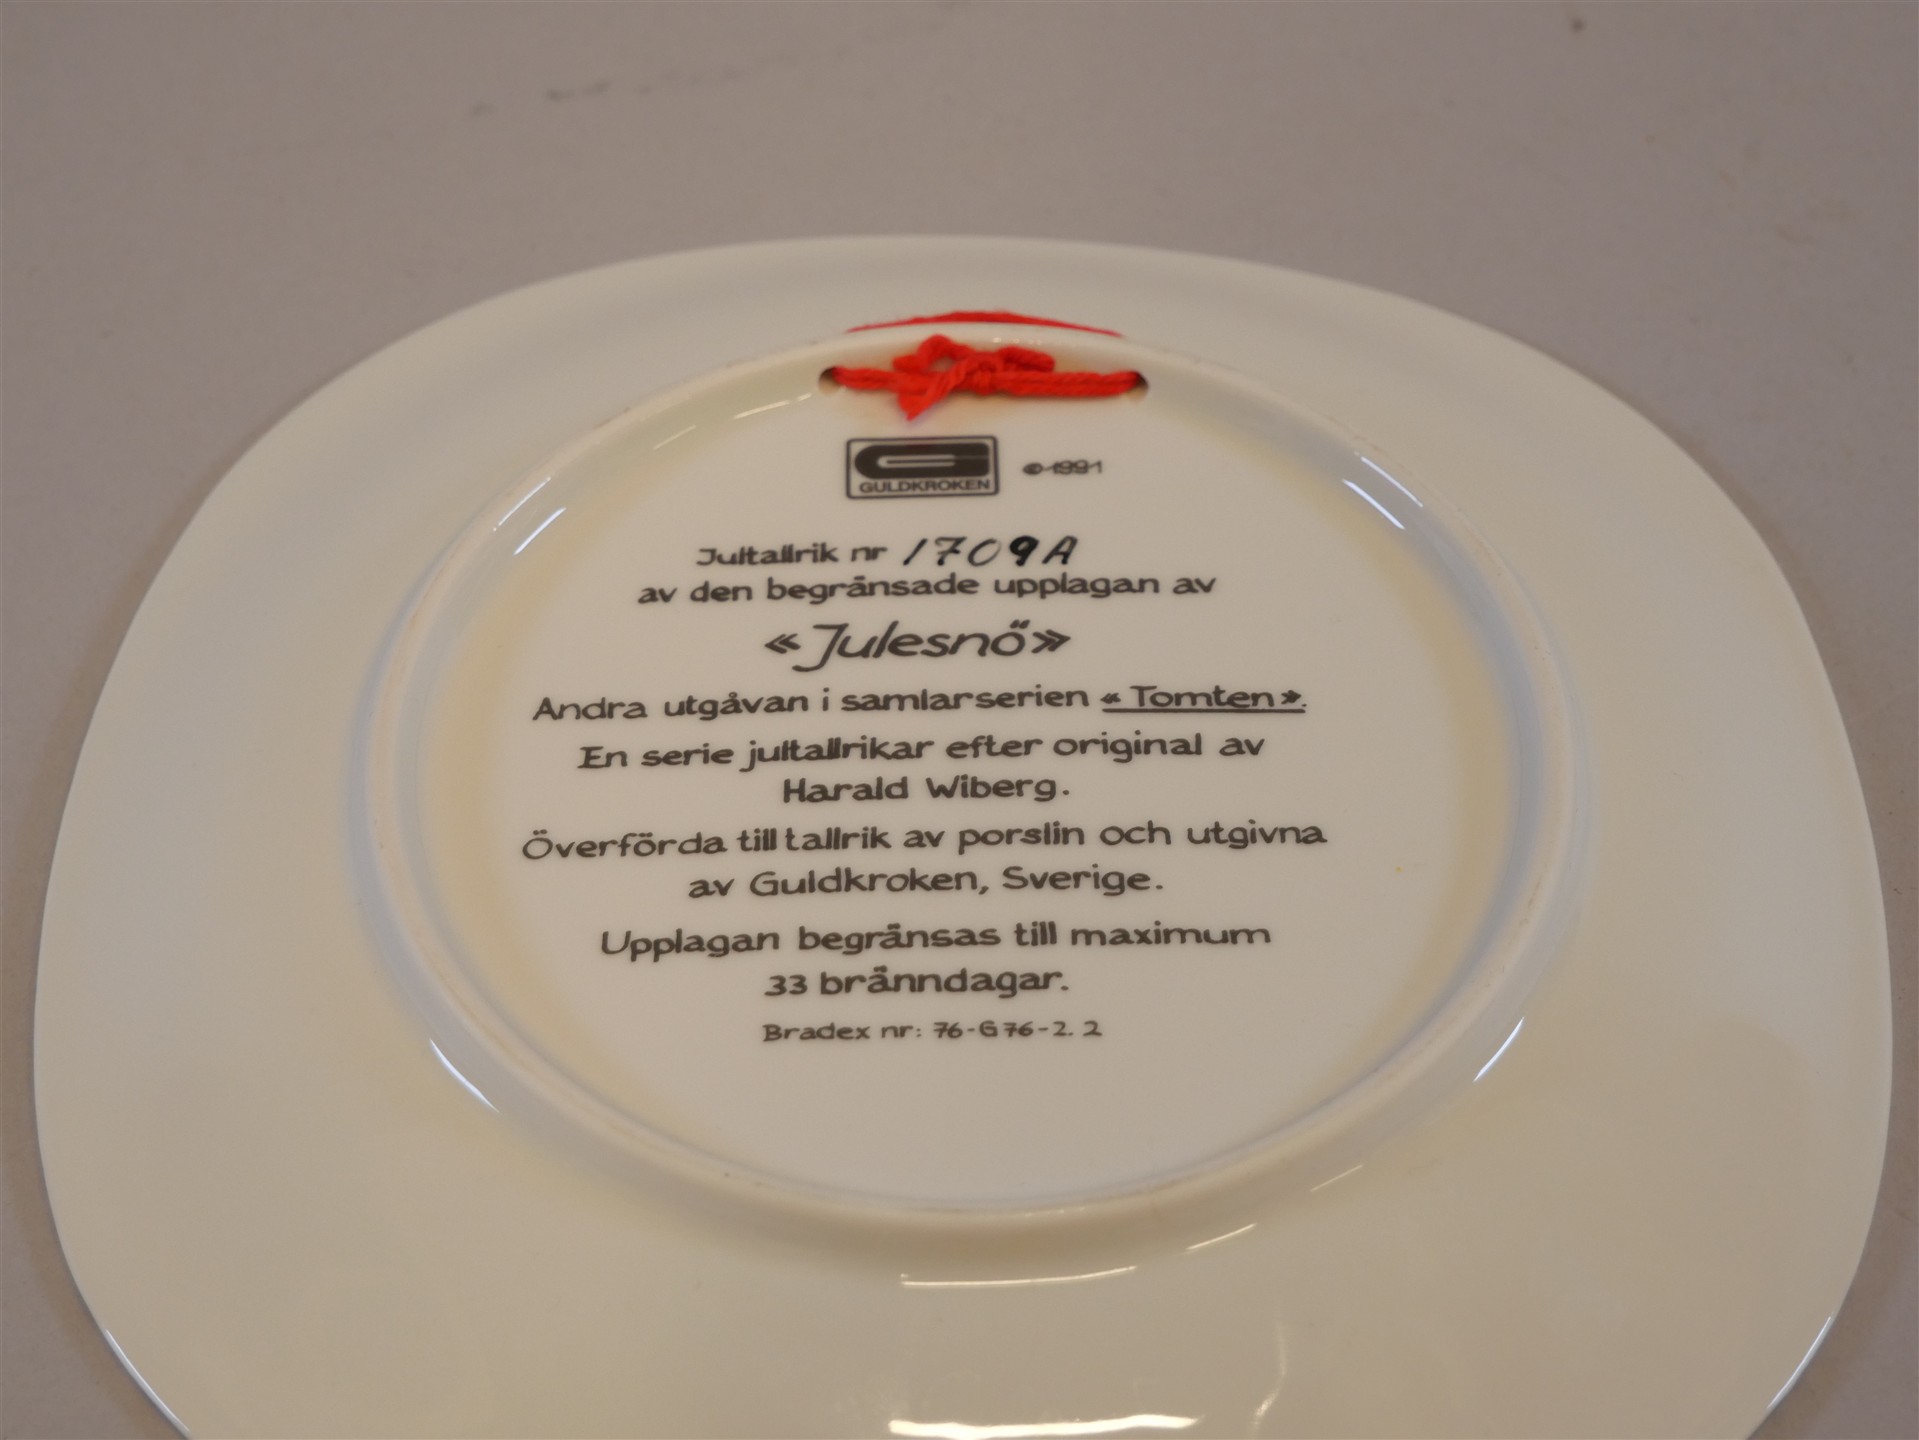 GULDKROKEN ©1991
Jultallrik nr 1709A
av den begränsade upplagan av
«Julesnö»
Andra utgåvan i samlarserien «Tomten».
En serie jultallrikar efter original av
Harald Wiberg.
Överförda till tallrik av porslin och utgivna
av Guldkroken, Sverige.
Upplagan begränsas till maximum
33 bränndagar.
Bradex nr: 76-G76-2.2